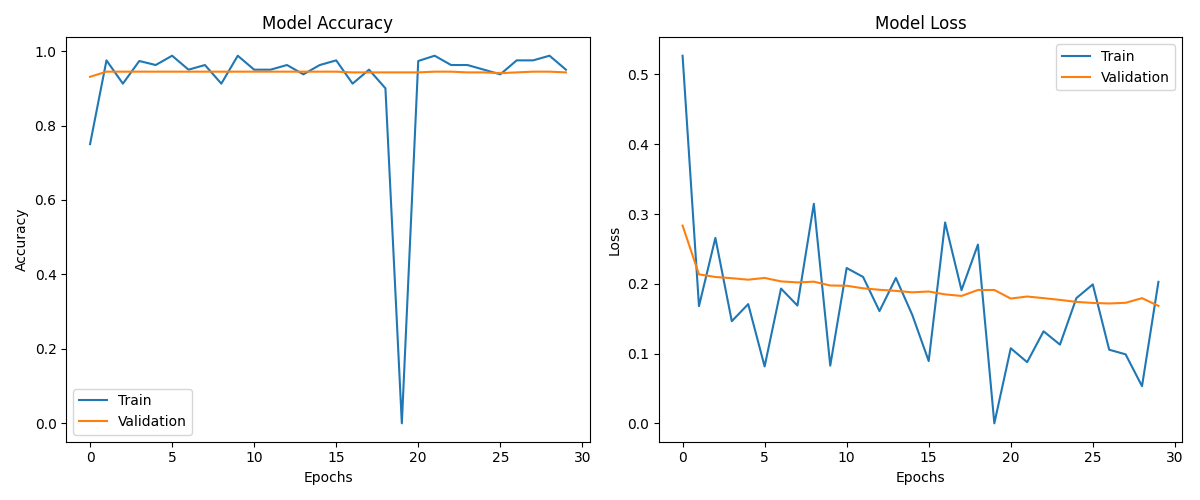 Model Accuracy
Accuracy
1.0
0.8
0.6
0.4
0.2
0.0
Train
Validation
0 5 10 15 20 25 30
Epochs
Model Loss
Loss
0.5
0.4
0.3
0.2
0.1
0.0
Train
Validation
0 5 10 15 20 25 30
Epochs